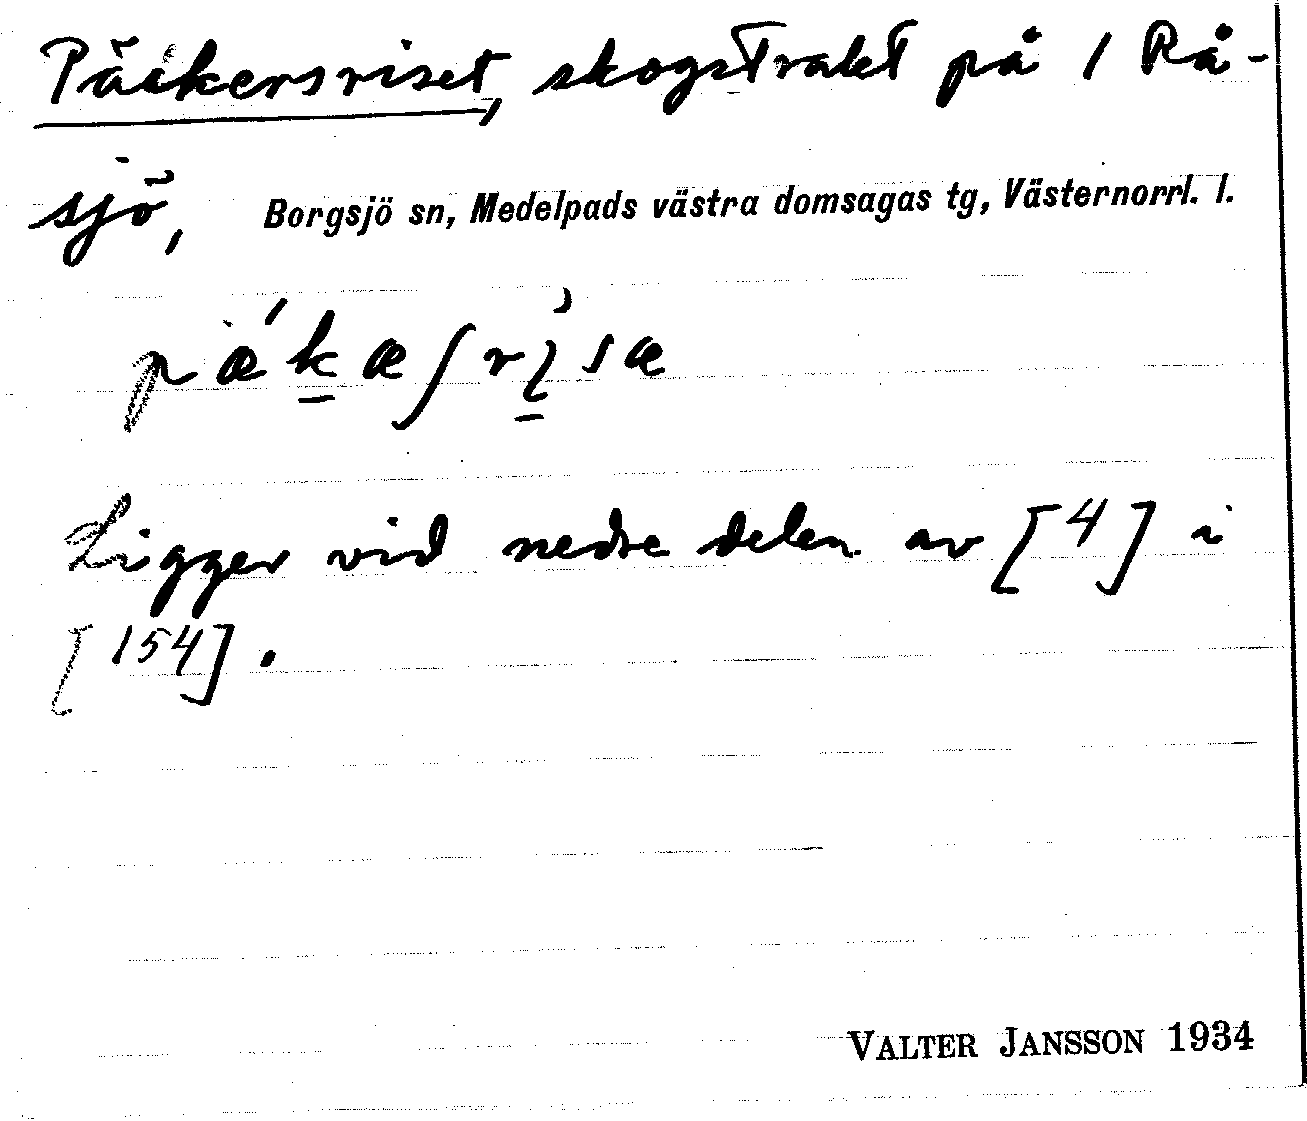 Päckersriset, skogstrakt på 1 Rå-
sjö, Borgsjö sn, Medelpads västra domsagas tg, Västernorrl. l.
Ligger vid nedre delen av [4] i
[154].
VALTER JANSSON 1934